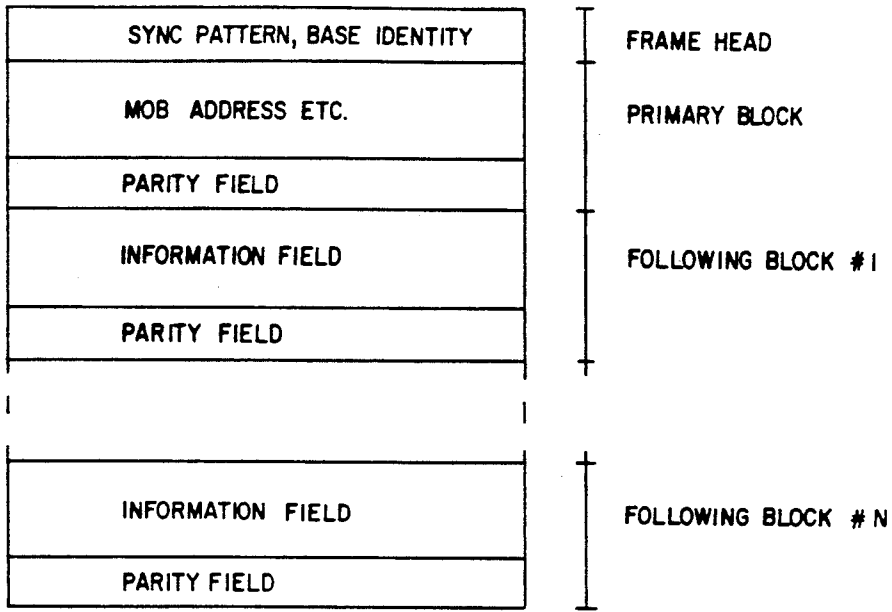 SYNC PATTERN, BASE IDENTITY
FRAME HEAD
MOB ADDRESS ETC.
PRIMARY BLOCK
PARITY FIELD
INFORMATION FIELD
FOLLOWING BLOCK #1
PARITY FIELD
INFORMATION FIELD
FOLLOWING BLOCK #N
PARITY FIELD